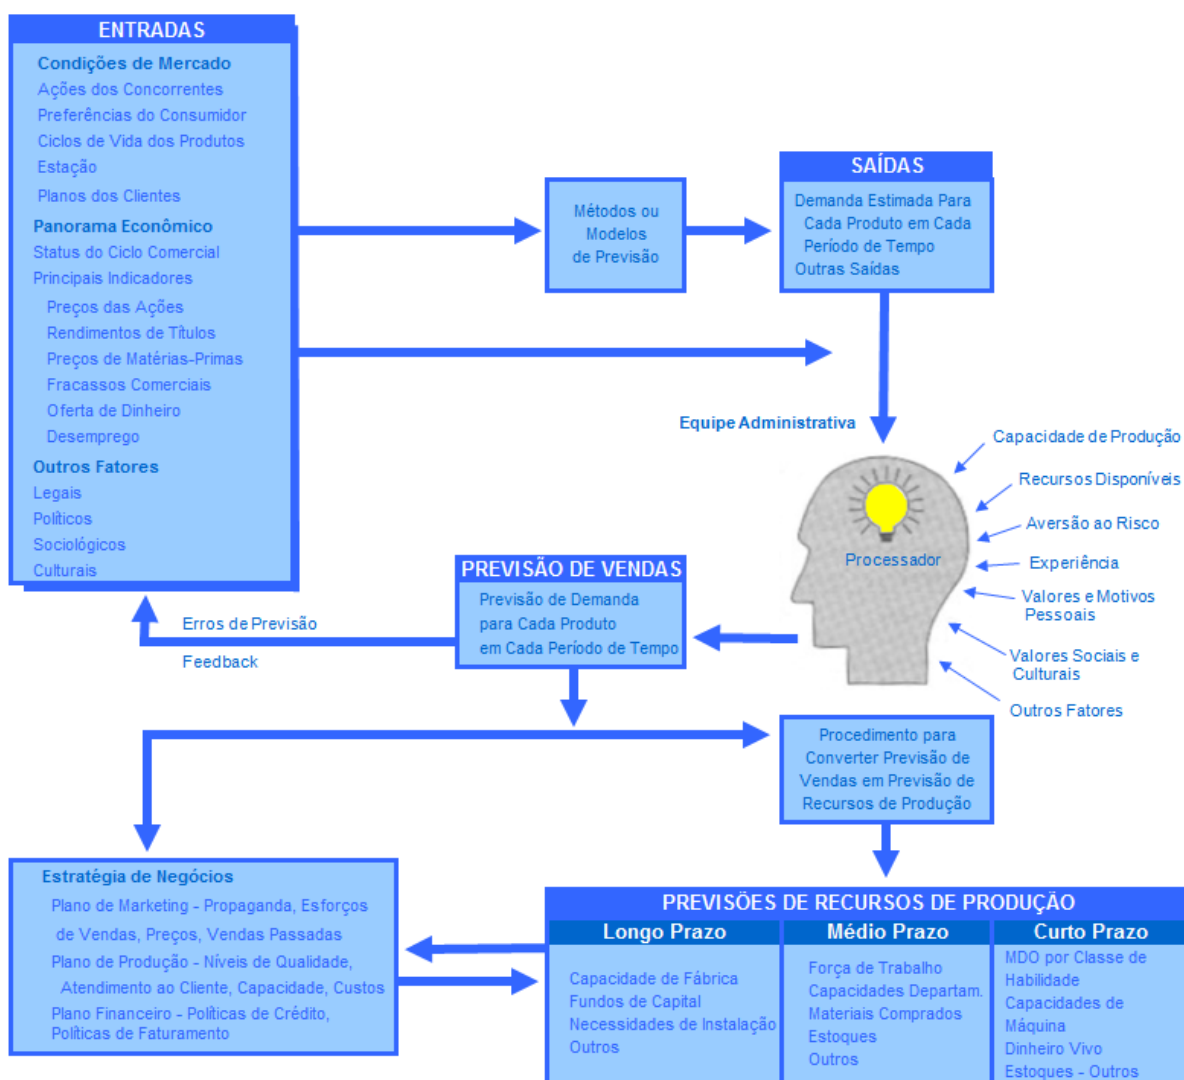 ENTRADAS
Condições de Mercado
Ações dos Concorrentes
Preferências do Consumidor
Ciclos de Vida dos Produtos
Estação
Planos dos Clientes
Panorama Econômico
Status do Ciclo Comercial
Principais Indicadores
Preços das Ações
Rendimentos de Títulos
Preços de Matérias-Primas
Fracassos Comerciais
Oferta de Dinheiro
Desemprego
Outros Fatores
Legais
Políticos
Sociológicos
Culturais
Métodos ou
Modelos
de Previsão
SAÍDAS
Demanda Estimada Para
Cada Produto em Cada
Período de Tempo
Outras Saídas
Equipe Administrativa
Processador
Capacidade de Produção
Recursos Disponíveis
Aversão ao Risco
Experiência
Valores e Motivos
Pessoais
Valores Sociais e
Culturais
Outros Fatores
PREVISÃO DE VENDAS
Previsão de Demanda
para Cada Produto
em Cada Período de Tempo
Erros de Previsão
Feedback
Procedimento para
Converter Previsão de
Vendas em Previsão de
Recursos de Produção
Estratégia de Negócios
Plano de Marketing - Propaganda, Esforços
de Vendas, Preços, Vendas Passadas
Plano de Produção - Níveis de Qualidade,
Atendimento ao Cliente, Capacidade, Custos
Plano Financeiro - Políticas de Crédito,
Políticas de Faturamento
PREVISÕES DE RECURSOS DE PRODUÇÃO
Longo Prazo
Capacidade de Fábrica
Fundos de Capital
Necessidades de Instalação
Outros
Médio Prazo
Força de Trabalho
Capacidades Departam.
Materiais Comprados
Estoques
Outros
Curto Prazo
MDO por Classe de
Habilidade
Capacidades de
Máquina
Dinheiro Vivo
Estoques - Outros